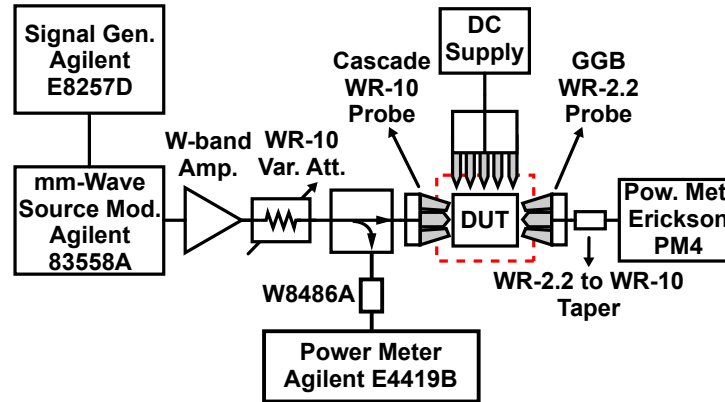 Signal Gen.
Agilent
E8257D
DC
Supply
Cascade
WR-10
Probe
GGB
WR-2.2
Probe
W-band
Amp.
WR-10
Var. Att.
mm-Wave
Source Mod.
Agilent
83558A
DUT
Pow. Met
Erickson
PM4
WR-2.2 to WR-10
Taper
W8486A
Power Meter
Agilent E4419B